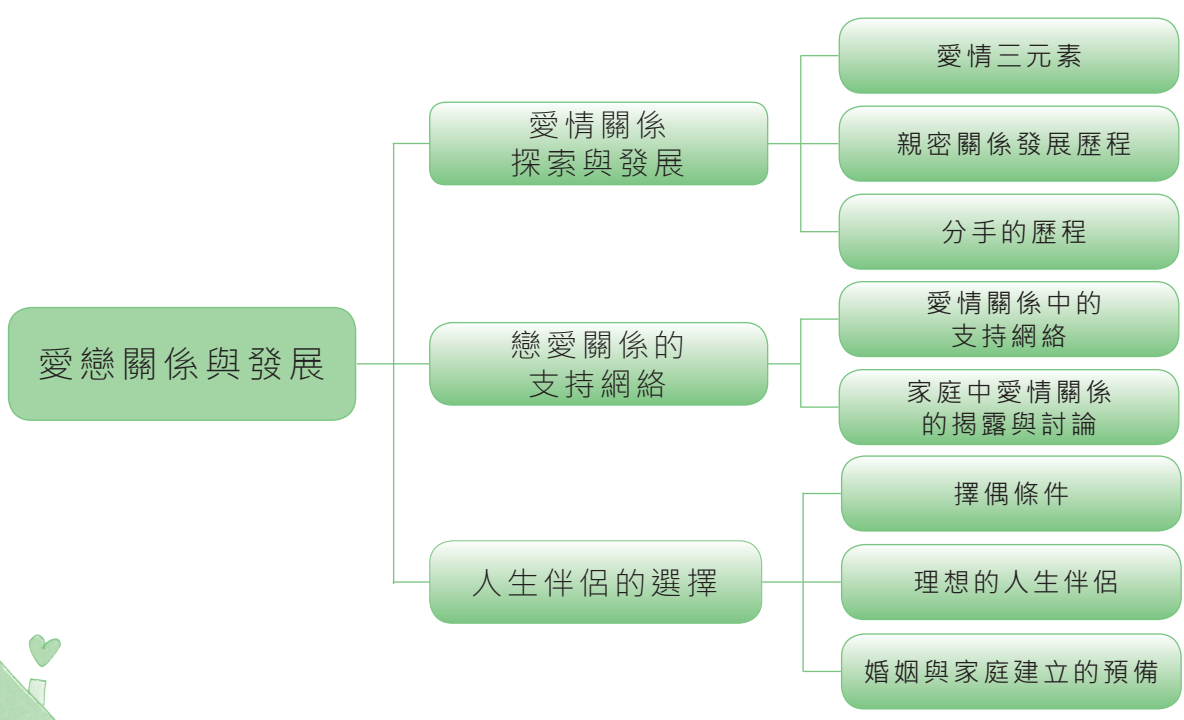 愛戀關係與發展
愛情關係
探索與發展
愛情三元素
親密關係發展歷程
分手的歷程
戀愛關係的
支持網絡
愛情關係中的
支持網絡
家庭中愛情關係
的揭露與討論
人生伴侶的選擇
擇偶條件
理想的人生伴侶
婚姻與家庭建立的預備